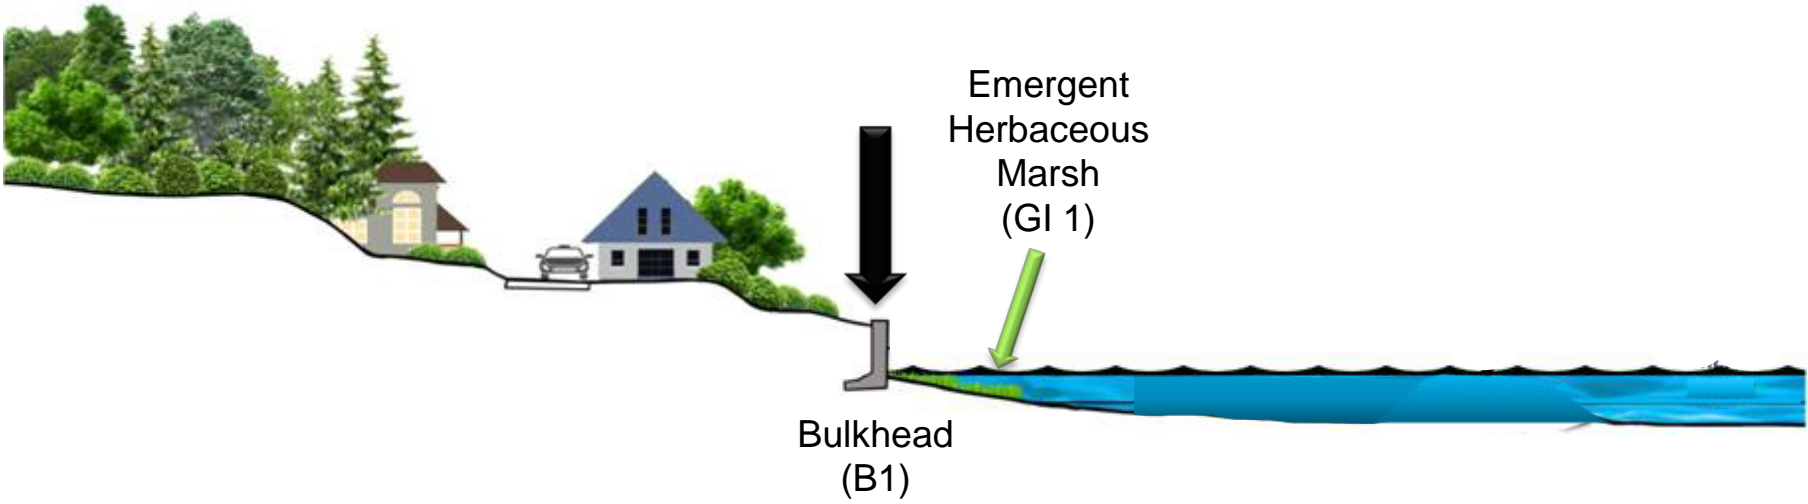 Emergent
Herbaceous
Marsh
(GI 1)
Bulkhead
(B1)